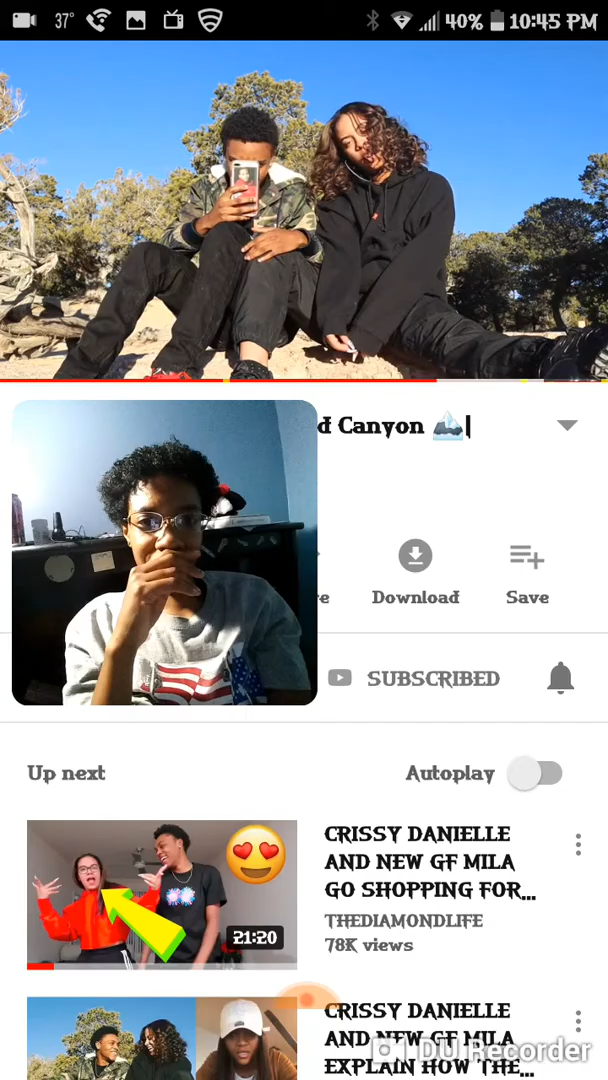 37°
40%
10:45 PM
d Canyon 🏔|
Download
Save
SUBSCRIBED
Up next
Autoplay
CRISSY DANIELLE
AND NEW GF MILA
GO SHOPPING FOR...
THEDIAMONDLIFE
78K views
21:20
CRISSY DANIELLE
AND NEW GF MILA
EXPLAIN HOW THE...
DU Recorder